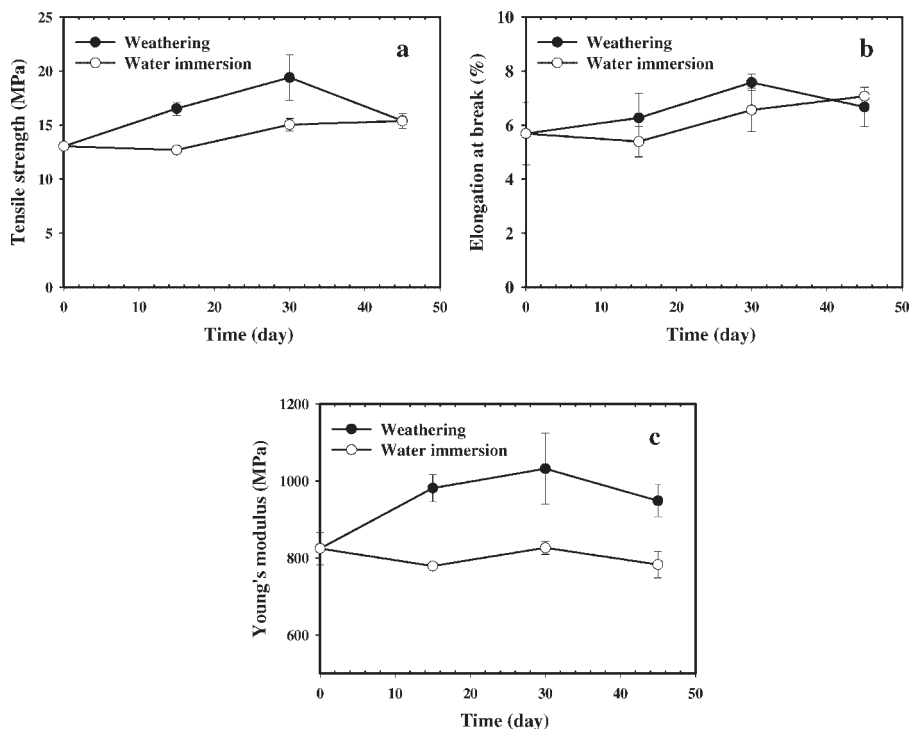 25
20
15
10
5
0
Tensile strength (MPa)
Weathering
Water immersion
a
0 10 20 30 40 50
Time (day)
10
8
6
4
2
0
Elongation at break (%)
Weathering
Water immersion
b
0 10 20 30 40 50
Time (day)
1200
1000
800
600
Young's modulus (MPa)
Weathering
Water immersion
c
0 10 20 30 40 50
Time (day)